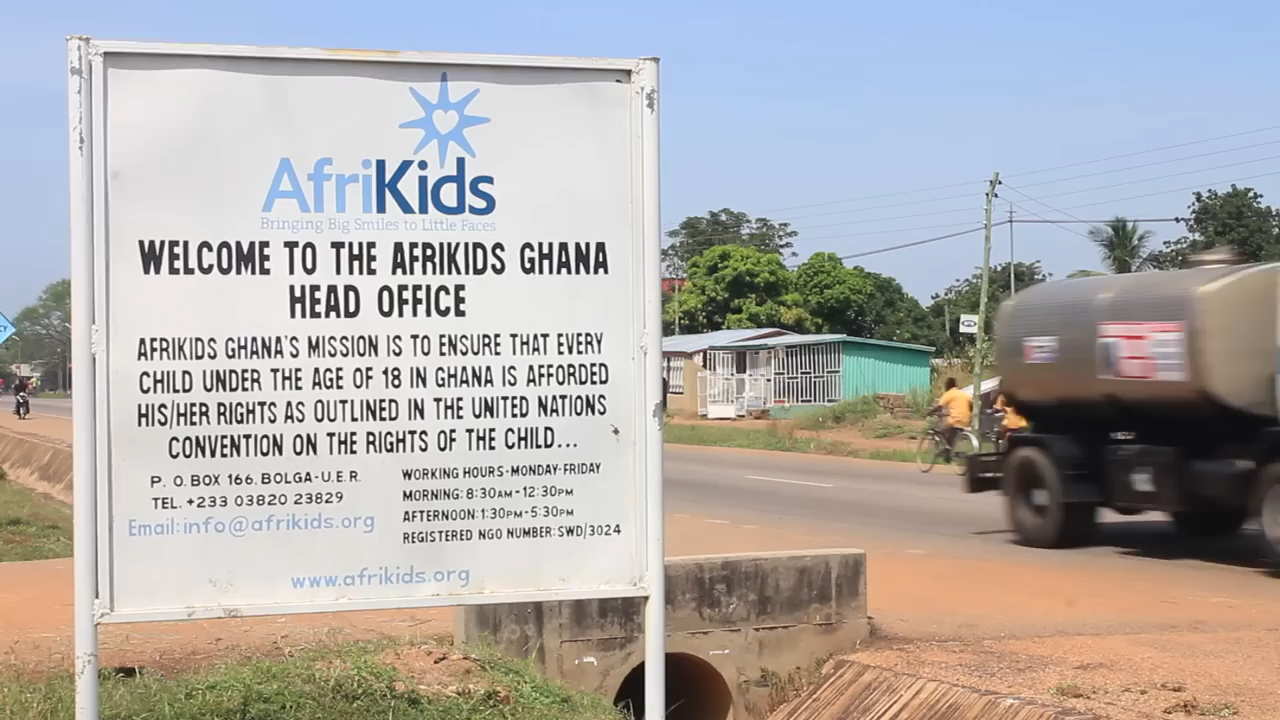 AfriKids
Bringing Big Smiles to Little Faces
WELCOME TO THE AFRIKIDS GHANA
HEAD OFFICE
AFRIKIDS GHANA'S MISSION IS TO ENSURE THAT EVERY
CHILD UNDER THE AGE OF 18 IN GHANA IS AFFORDED
HIS/HER RIGHTS AS OUTLINED IN THE UNITED NATIONS
CONVENTION ON THE RIGHTS OF THE CHILD...
P. O. BOX 166. BOLGA-U.E.R.
TEL. +233 03820 23829
Email:info@afrikids.org
WORKING HOURS-MONDAY-FRIDAY
MORNING: 8:30AM-12:30PM
AFTERNOON: 1:30PM-5:30PM
REGISTERED NGO NUMBER: SWD/3024
www.afrikids.org